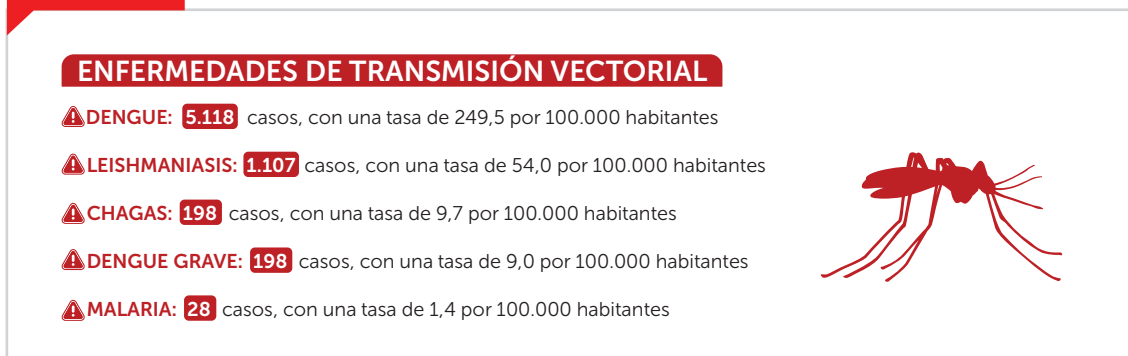 ENFERMEDADES DE TRANSMISIÓN VECTORIAL
DENGUE: 5.118 casos, con una tasa de 249,5 por 100.000 habitantes
LEISHMANIASIS: 1.107 casos, con una tasa de 54,0 por 100.000 habitantes
CHAGAS: 198 casos, con una tasa de 9,7 por 100.000 habitantes
DENGUE GRAVE: 198 casos, con una tasa de 9,0 por 100.000 habitantes
MALARIA: 28 casos, con una tasa de 1,4 por 100.000 habitantes